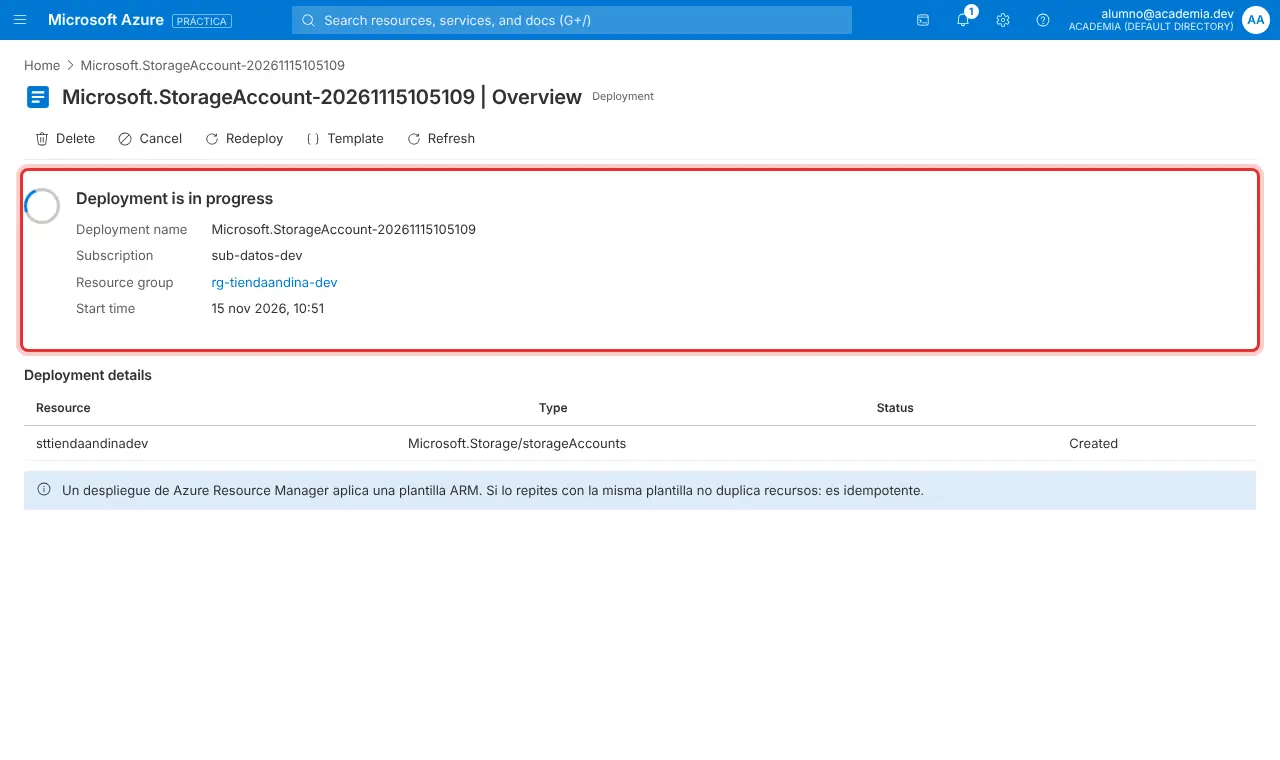 Microsoft Azure PRÁCTICA
Search resources, services, and docs (G+/)
1
alumno@academia.dev
ACADEMIA (DEFAULT DIRECTORY)
AA
Home > Microsoft.StorageAccount-20261115105109
Microsoft.StorageAccount-20261115105109 | Overview Deployment
Delete Cancel Redeploy Template Refresh
Deployment is in progress
Deployment name Microsoft.StorageAccount-20261115105109
Subscription sub-datos-dev
Resource group rg-tiendaandina-dev
Start time 15 nov 2026, 10:51
Deployment details
Resource Type Status
sttiendaandinadev Microsoft.Storage/storageAccounts Created
Un despliegue de Azure Resource Manager aplica una plantilla ARM. Si lo repites con la misma plantilla no duplica recursos: es idempotente.